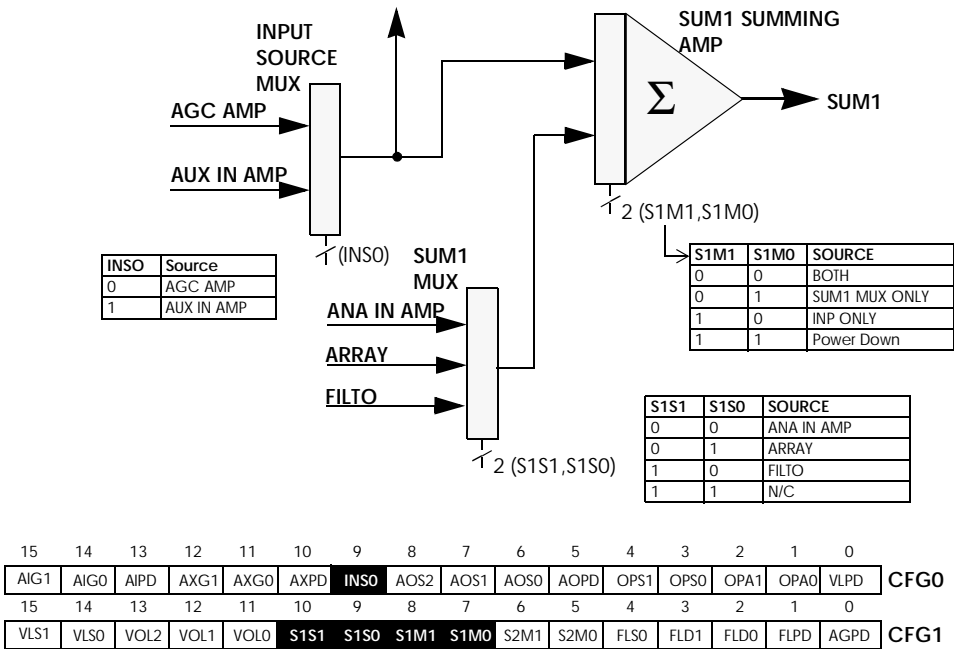 INPUT
SOURCE
MUX
SUM1 SUMMING
AMP
AGC AMP
AUX IN AMP
Σ
SUM1
2 (S1M1,S1M0)
(INS0)
INSO Source
0 AGC AMP
1 AUX IN AMP
SUM1
MUX
S1M1 S1M0 SOURCE
0 0 BOTH
0 1 SUM1 MUX ONLY
1 0 INP ONLY
1 1 Power Down
ANA IN AMP
ARRAY
FILTO
2 (S1S1,S1S0)
S1S1 S1S0 SOURCE
0 0 ANA IN AMP
0 1 ARRAY
1 0 FILTO
1 1 N/C
15 14 13 12 11 10 9 8 7 6 5 4 3 2 1 0
AIG1 AIG0 AIPD AXG1 AXG0 AXPD INS0 AOS2 AOS1 AOS0 AOPD OPS1 OPS0 OPA1 OPA0 VLPD CFG0
15 14 13 12 11 10 9 8 7 6 5 4 3 2 1 0
VLS1 VLS0 VOL2 VOL1 VOL0 S1S1 S1S0 S1M1 S1M0 S2M1 S2M0 FLS0 FLD1 FLD0 FLPD AGPD CFG1